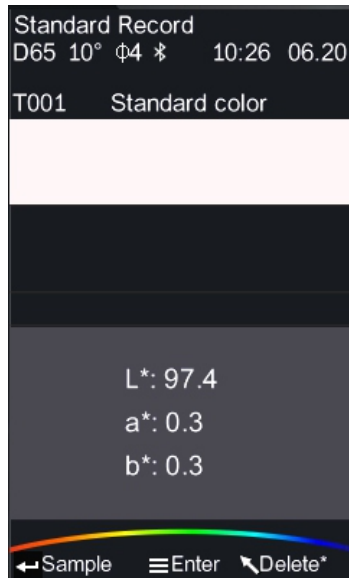 Standard Record
D65 10° Φ4 10:26 06.20
T001 Standard color
L*: 97.4
a*: 0.3
b*: 0.3
Sample Enter Delete*